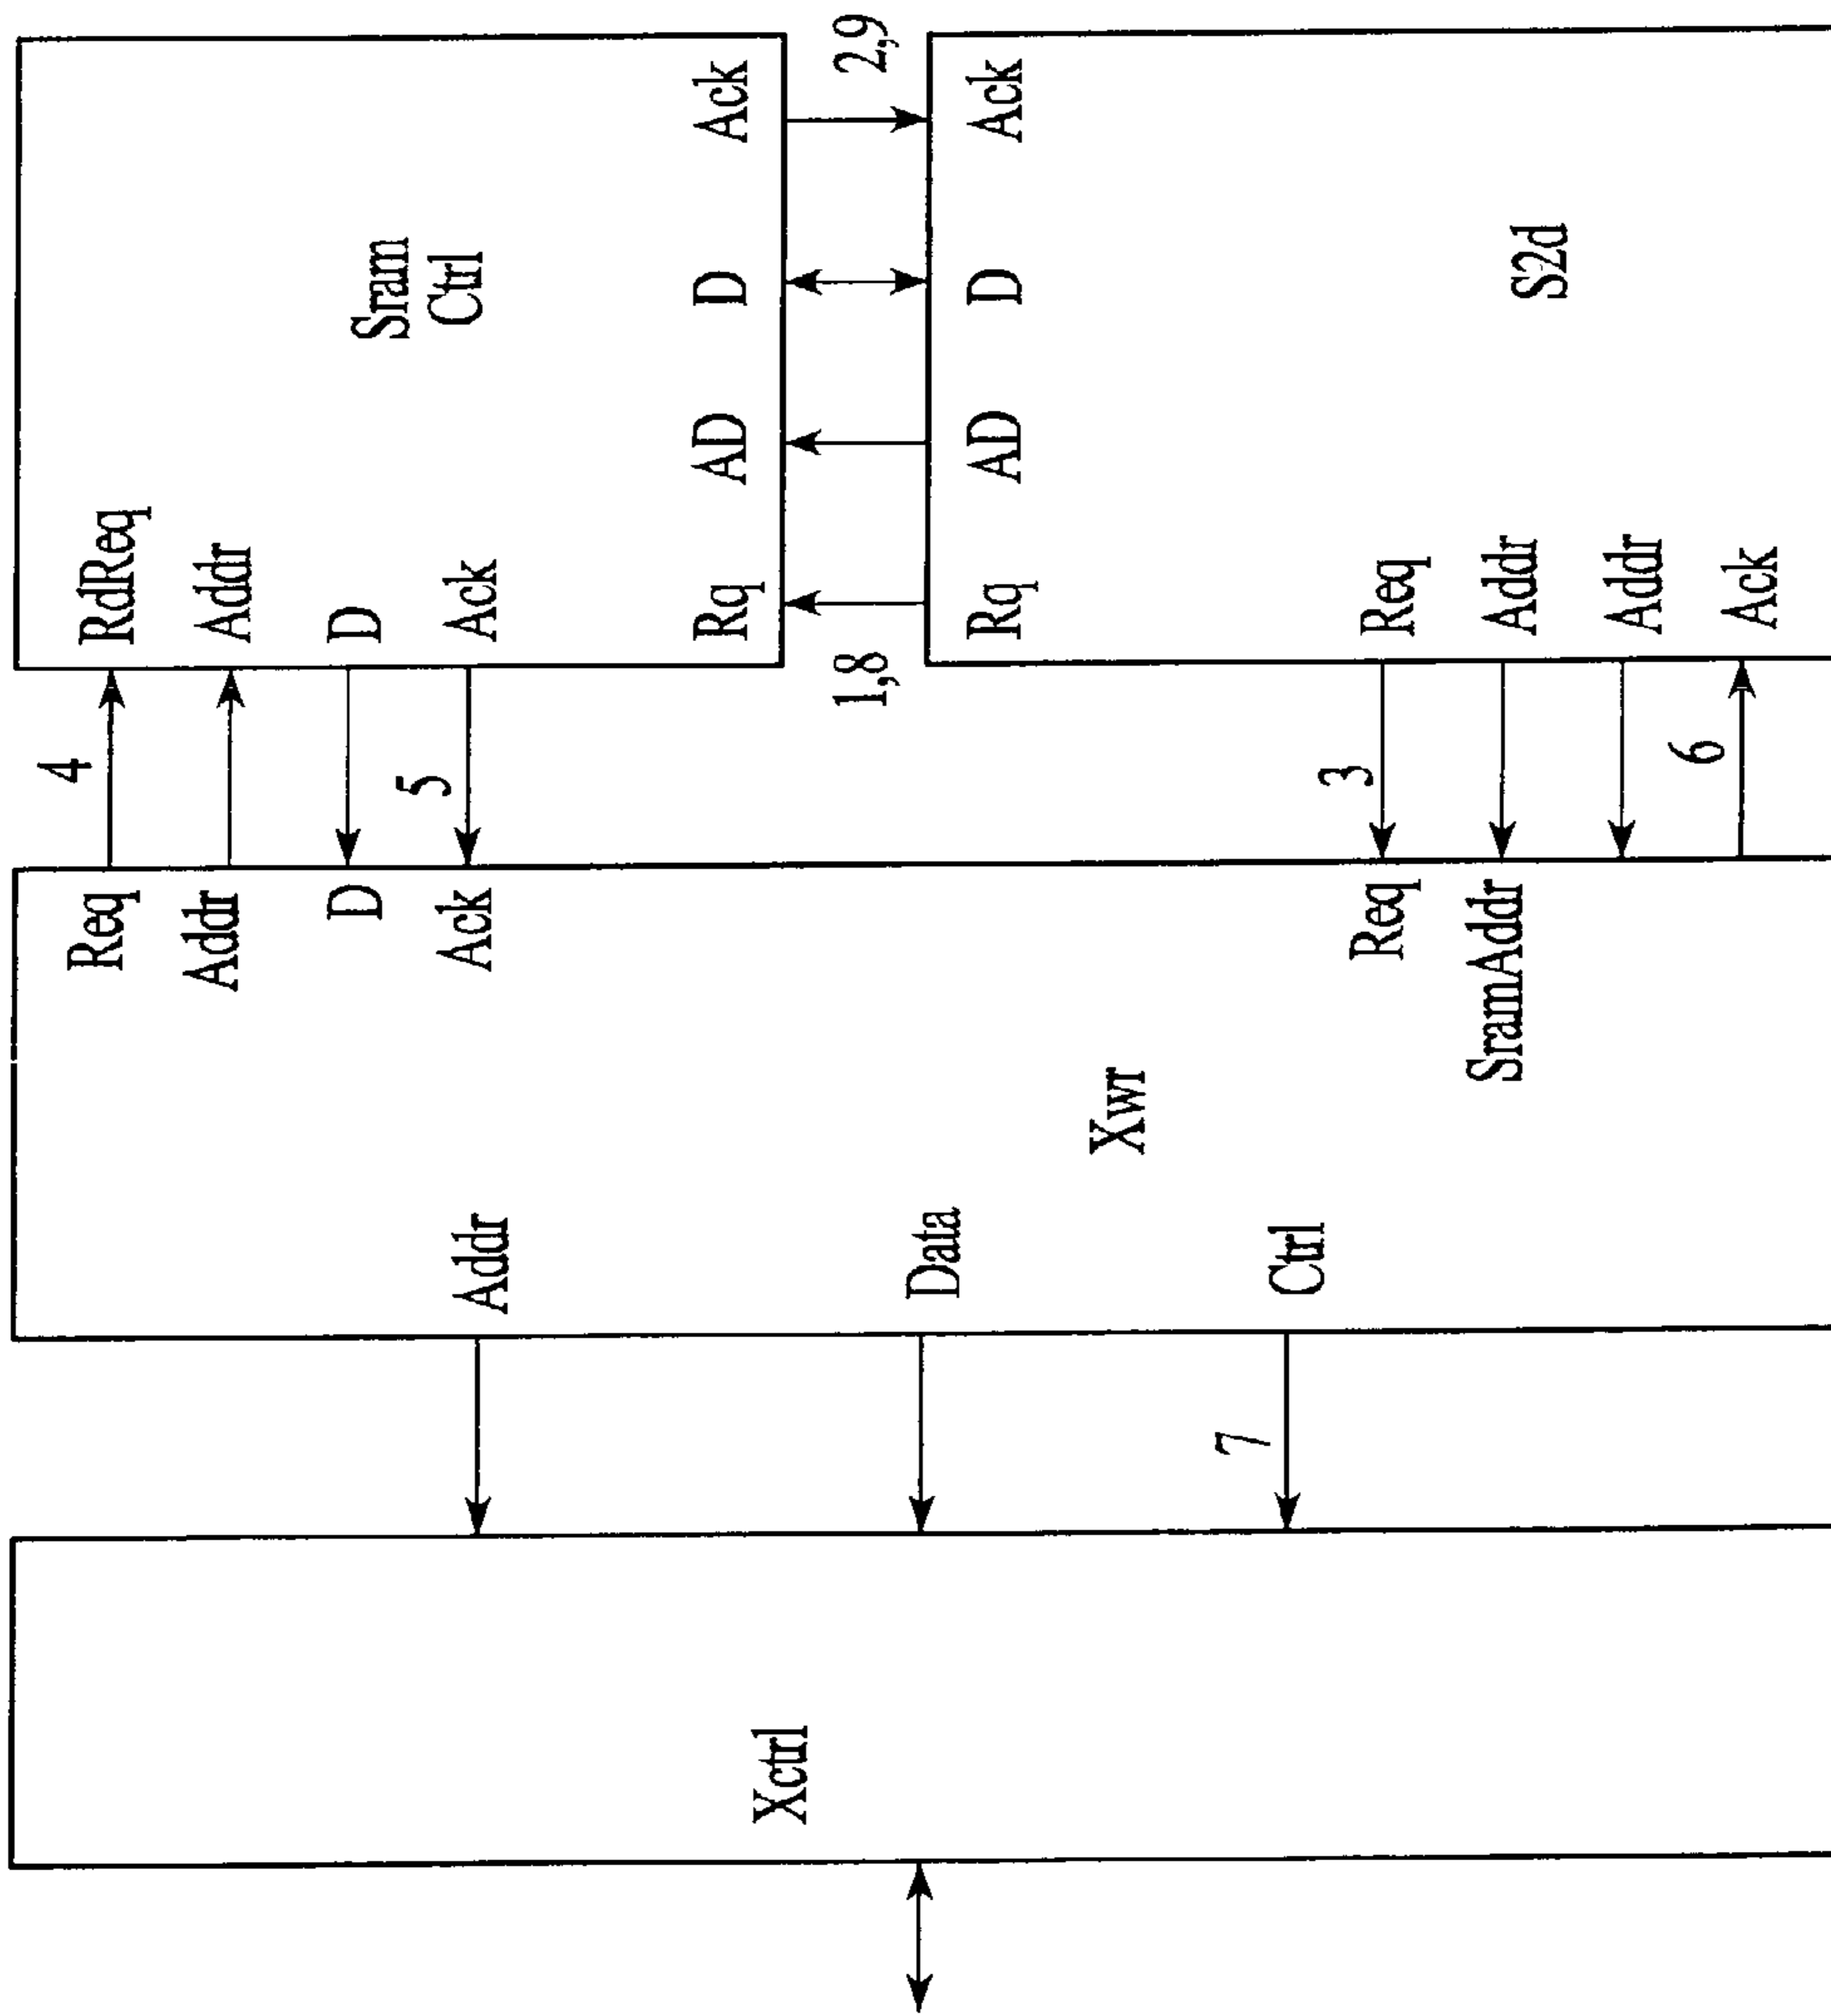 Xctrl
7
Addr
Data
Ctrl
Xwr
Req
Addr
D
Ack
Req
SramAddr
4
5
3
6
RdReq
Addr
D
Ack
Sram
Ctrl
Rq AD D Ack
1,8
2,9
Rq AD D Ack
Req
Addr
Addr
Ack
S2d